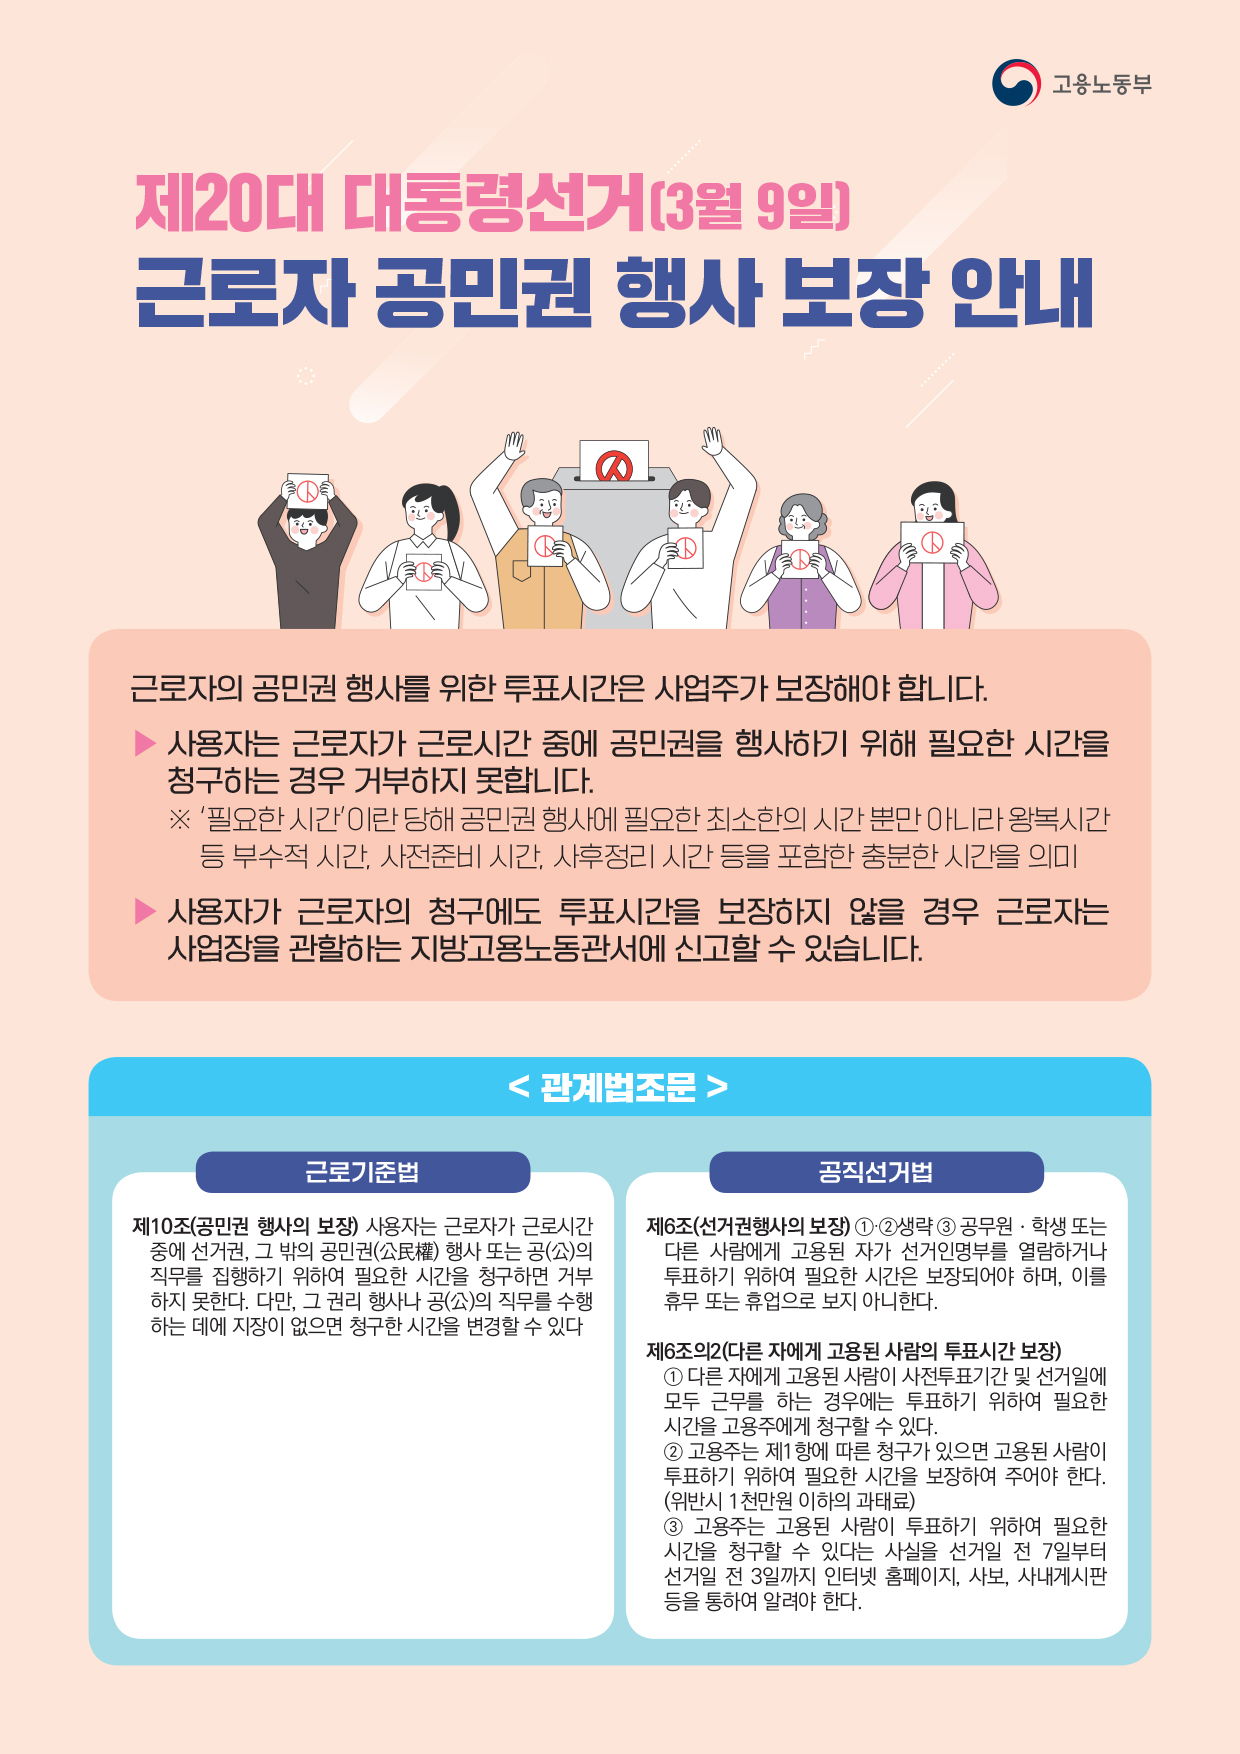 고용노동부
제20대 대통령선거(3월 9일)
근로자 공민권 행사 보장 안내
근로자의 공민권 행사를 위한 투표시간은 사업주가 보장해야 합니다.
▶ 사용자는 근로자가 근로시간 중에 공민권을 행사하기 위해 필요한 시간을
청구하는 경우 거부하지 못합니다.
※ ‘필요한 시간’이란 당해 공민권 행사에 필요한 최소한의 시간 뿐만 아니라 왕복시간
등 부수적 시간, 사전준비 시간, 사후정리 시간 등을 포함한 충분한 시간을 의미
▶ 사용자가 근로자의 청구에도 투표시간을 보장하지 않을 경우 근로자는
사업장을 관할하는 지방고용노동관서에 신고할 수 있습니다.
< 관계법조문 >
근로기준법
제10조(공민권 행사의 보장) 사용자는 근로자가 근로시간
중에 선거권, 그 밖의 공민권(公民權) 행사 또는 공(公)의
직무를 집행하기 위하여 필요한 시간을 청구하면 거부
하지 못한다. 다만, 그 권리 행사나 공(公)의 직무를 수행
하는 데에 지장이 없으면 청구한 시간을 변경할 수 있다
공직선거법
제6조(선거권행사의 보장) ①·②생략 ③ 공무원 · 학생 또는
다른 사람에게 고용된 자가 선거인명부를 열람하거나
투표하기 위하여 필요한 시간은 보장되어야 하며, 이를
휴무 또는 휴업으로 보지 아니한다.
제6조의2(다른 자에게 고용된 사람의 투표시간 보장)
① 다른 자에게 고용된 사람이 사전투표기간 및 선거일에
모두 근무를 하는 경우에는 투표하기 위하여 필요한
시간을 고용주에게 청구할 수 있다.
② 고용주는 제1항에 따른 청구가 있으면 고용된 사람이
투표하기 위하여 필요한 시간을 보장하여 주어야 한다.
(위반시 1천만원 이하의 과태료)
③ 고용주는 고용된 사람이 투표하기 위하여 필요한
시간을 청구할 수 있다는 사실을 선거일 전 7일부터
선거일 전 3일까지 인터넷 홈페이지, 사보, 사내게시판
등을 통하여 알려야 한다.